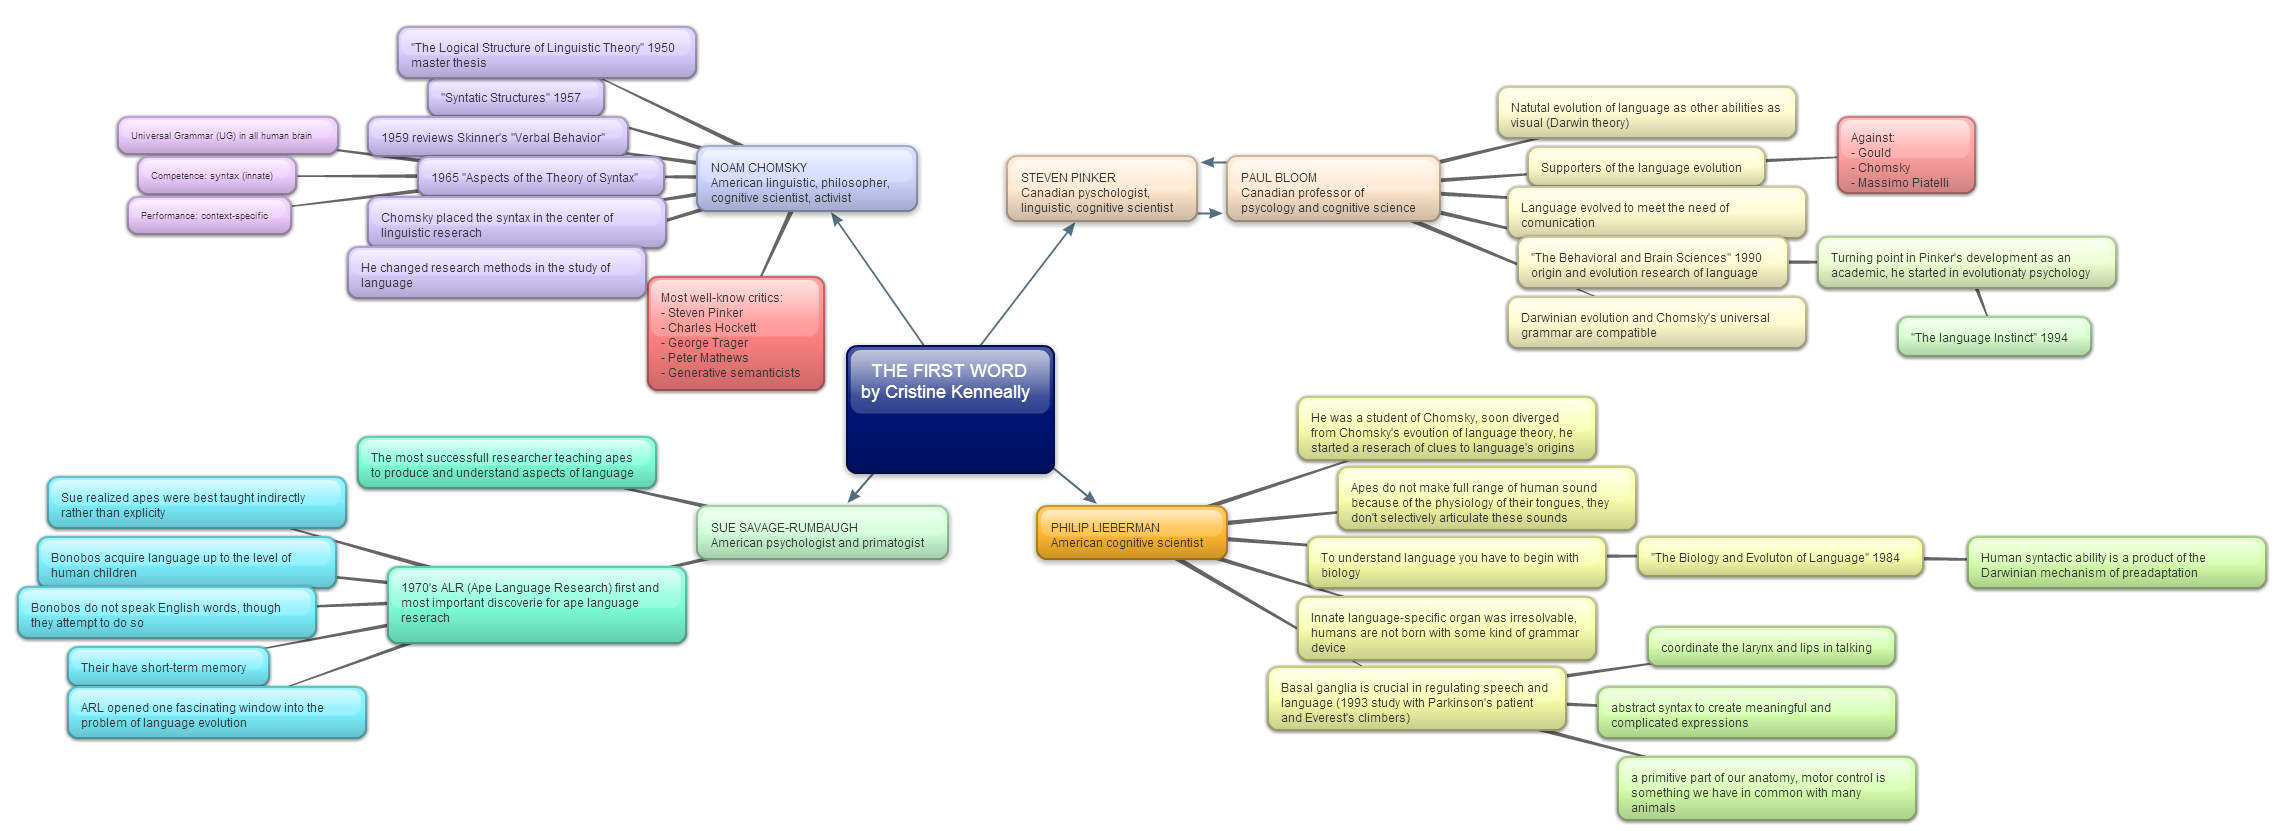 "The Logical Structure of Linguistic Theory" 1950
master thesis
"Syntatic Structures" 1957
1959 reviews Skinner's "Verbal Behavior"
Universal Grammar (UG) in all human brain
Competence: syntax (innate)
Performance: context-specific
1965 "Aspects of the Theory of Syntax"
Chomsky placed the syntax in the center of
linguistic reserach
He changed research methods in the study of
language
NOAM CHOMSKY
American linguistic, philosopher,
cognitive scientist, activist
Most well-know critics:
- Steven Pinker
- Charles Hockett
- George Trager
- Peter Mathews
- Generative semanticists
STEVEN PINKER
Canadian pyschologist,
linguistic, cognitive scientist
PAUL BLOOM
Canadian professor of
psycology and cognitive science
Natutal evolution of language as other abilities as
visual (Darwin theory)
Supporters of the language evolution
Against:
- Gould
- Chomsky
- Massimo Piatelli
Language evolved to meet the need of
comunication
"The Behavioral and Brain Sciences" 1990
origin and evolution research of language
Turning point in Pinker's development as an
academic, he started in evolutionaty psychology
"The language Instinct" 1994
Darwinian evolution and Chomsky's universal
grammar are compatible
THE FIRST WORD
by Cristine Kenneally
The most successfull researcher teaching apes
to produce and understand aspects of language
SUE SAVAGE-RUMBAUGH
American psychologist and primatogist
1970's ALR (Ape Language Research) first and
most important discoverie for ape language
reserach
Sue realized apes were best taught indirectly
rather than explicity
Bonobos acquire language up to the level of
human children
Bonobos do not speak English words, though
they attempt to do so
Their have short-term memory
ARL opened one fascinating window into the
problem of language evolution
PHILIP LIEBERMAN
American cognitive scientist
He was a student of Chomsky, soon diverged
from Chomsky's evoution of language theory, he
started a reserach of clues to language's origins
Apes do not make full range of human sound
because of the physiology of their tongues, they
don't selectively articulate these sounds
To understand language you have to begin with
biology
"The Biology and Evoluton of Language" 1984
Human syntactic ability is a product of the
Darwinian mechanism of preadaptation
Innate language-specific organ was irresolvable,
humans are not born with some kind of grammar
device
Basal ganglia is crucial in regulating speech and
language (1993 study with Parkinson's patient
and Everest's climbers)
coordinate the larynx and lips in talking
abstract syntax to create meaningful and
complicated expressions
a primitive part of our anatomy, motor control is
something we have in common with many
animals